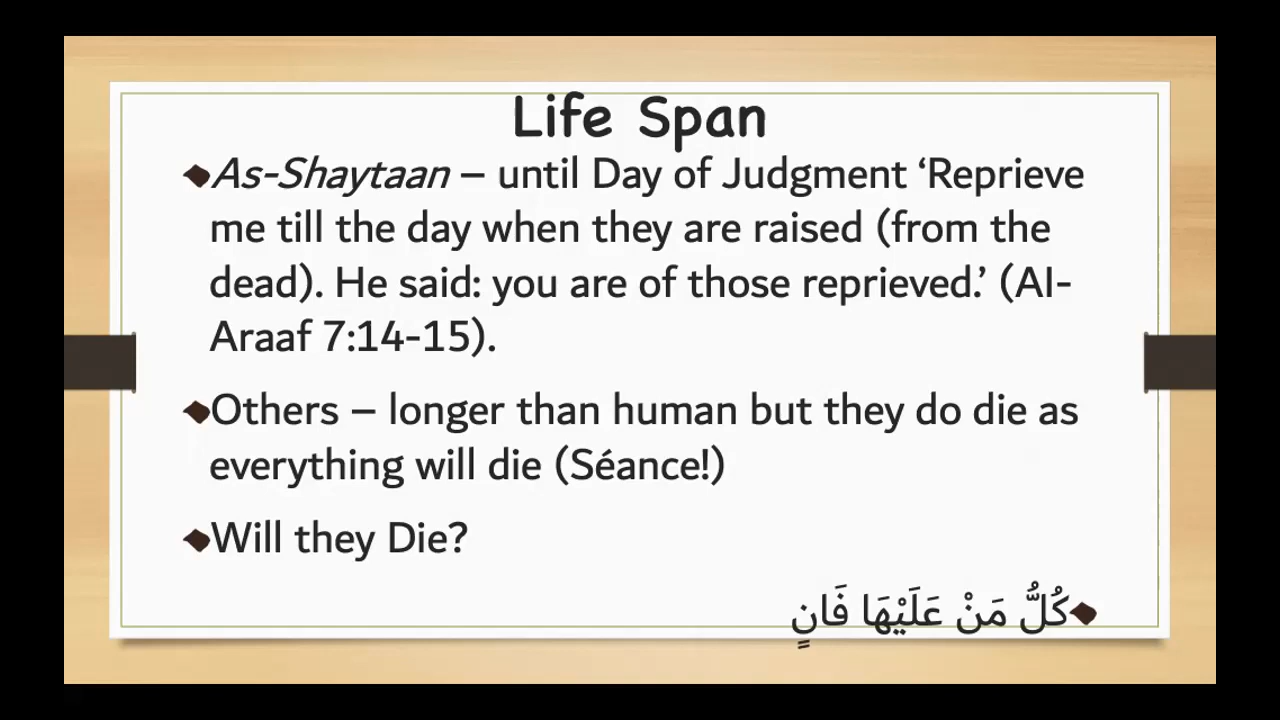 Life Span
As-Shaytaan – until Day of Judgment ‘Reprieve
me till the day when they are raised (from the
dead). He said: you are of those reprieved.’ (Al-
Araaf 7:14-15).
Others – longer than human but they do die as
everything will die (Séance!)
Will they Die?
كُلُّ مَنْ عَلَيْهَا فَانٍ